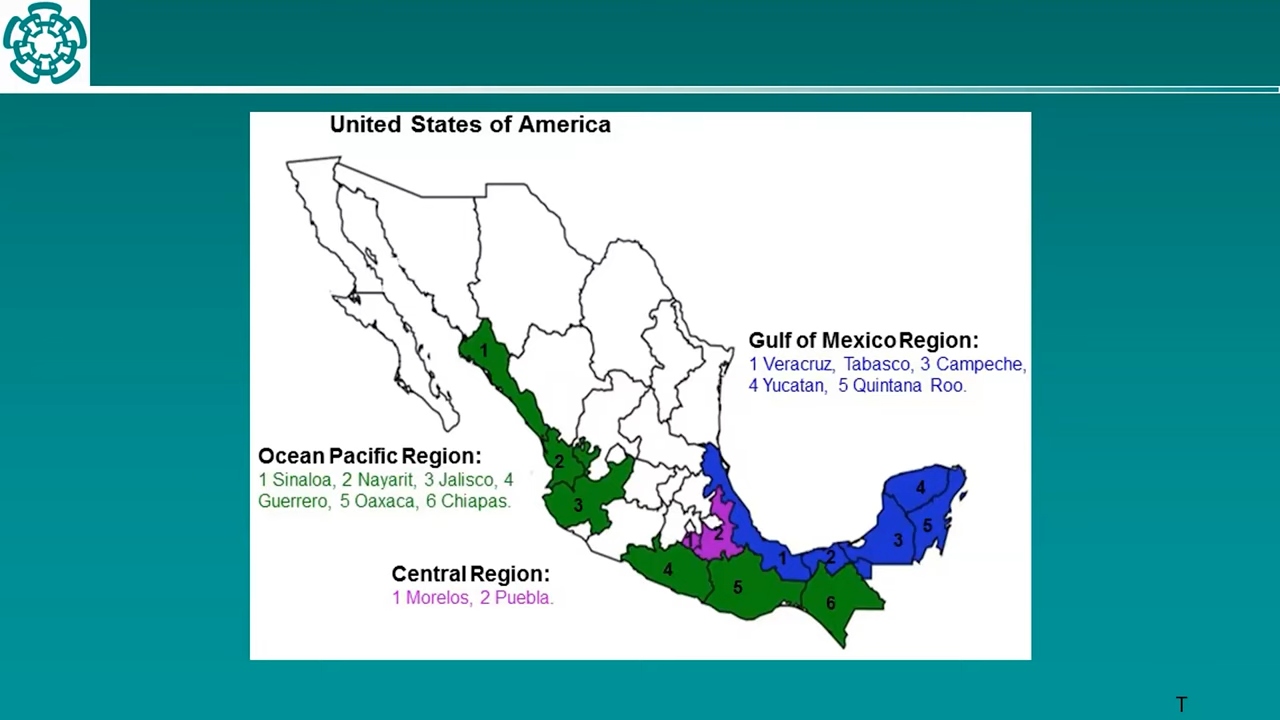 United States of America
Gulf of Mexico Region:
1 Veracruz, Tabasco, 3 Campeche,
4 Yucatan, 5 Quintana Roo.
Ocean Pacific Region:
1 Sinaloa, 2 Nayarit, 3 Jalisco, 4
Guerrero, 5 Oaxaca, 6 Chiapas.
Central Region:
1 Morelos, 2 Puebla.
1
2
3
4
5
6
1
2
1
2
3
4
5
T